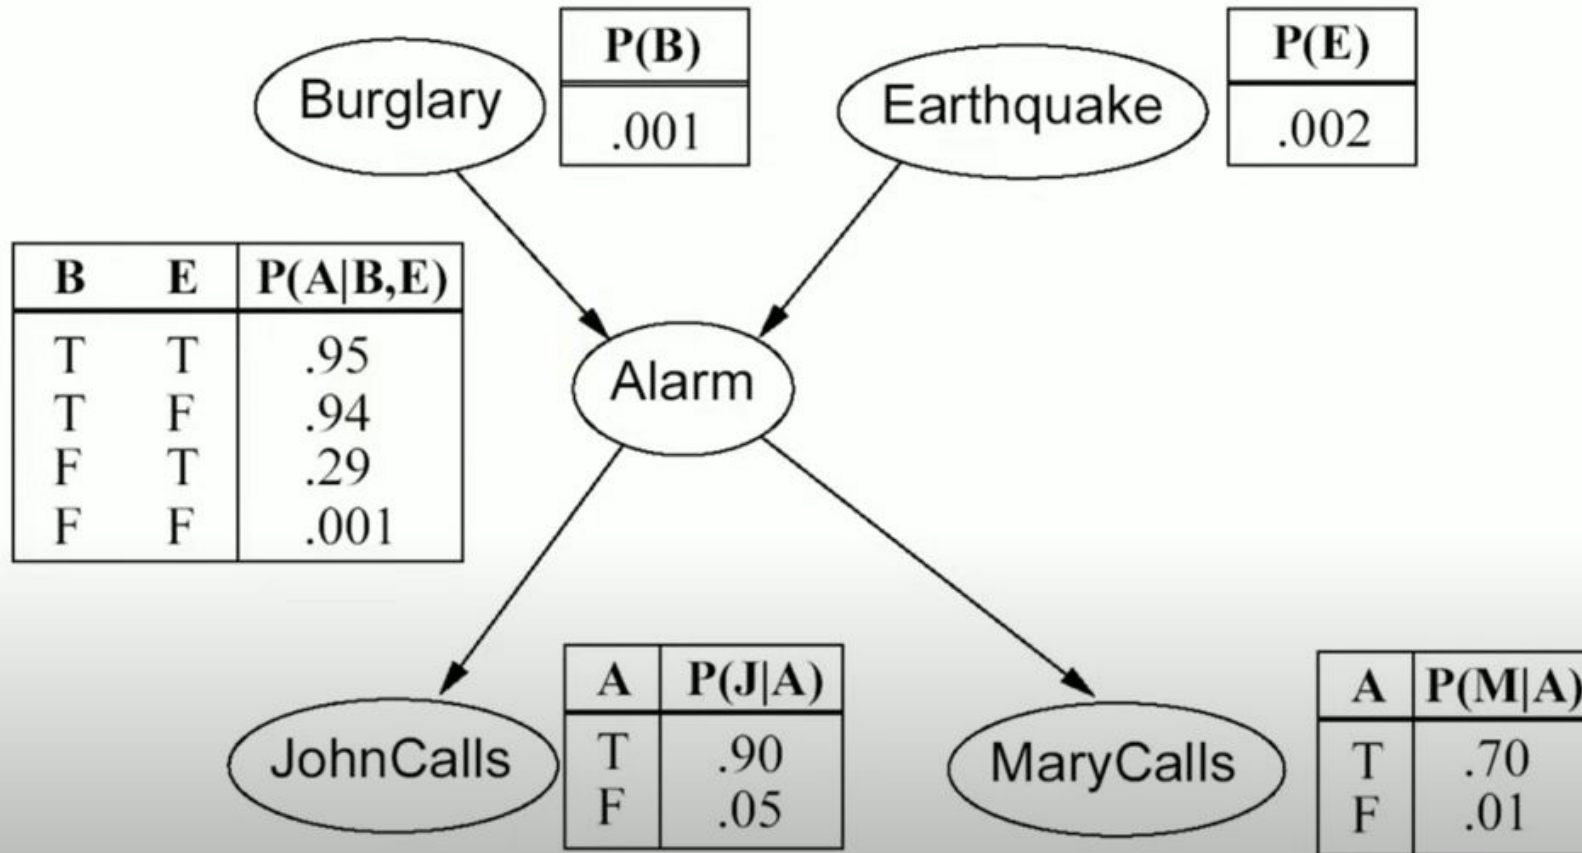 Burglary
P(B)
.001
Earthquake
P(E)
.002
B E P(A|B,E)
T T .95
T F .94
F T .29
F F .001
Alarm
JohnCalls
A P(J|A)
T .90
F .05
MaryCalls
A P(M|A)
T .70
F .01